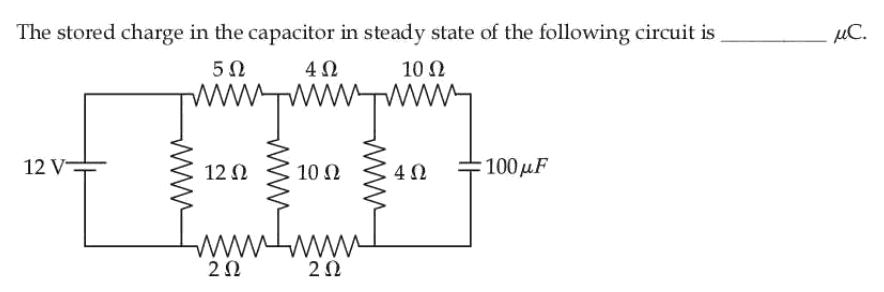 The stored charge in the capacitor in steady state of the following circuit is __________ μC.
5 Ω 4 Ω 10 Ω
12 V 12 Ω 10 Ω 4 Ω 100 μF
2 Ω 2 Ω